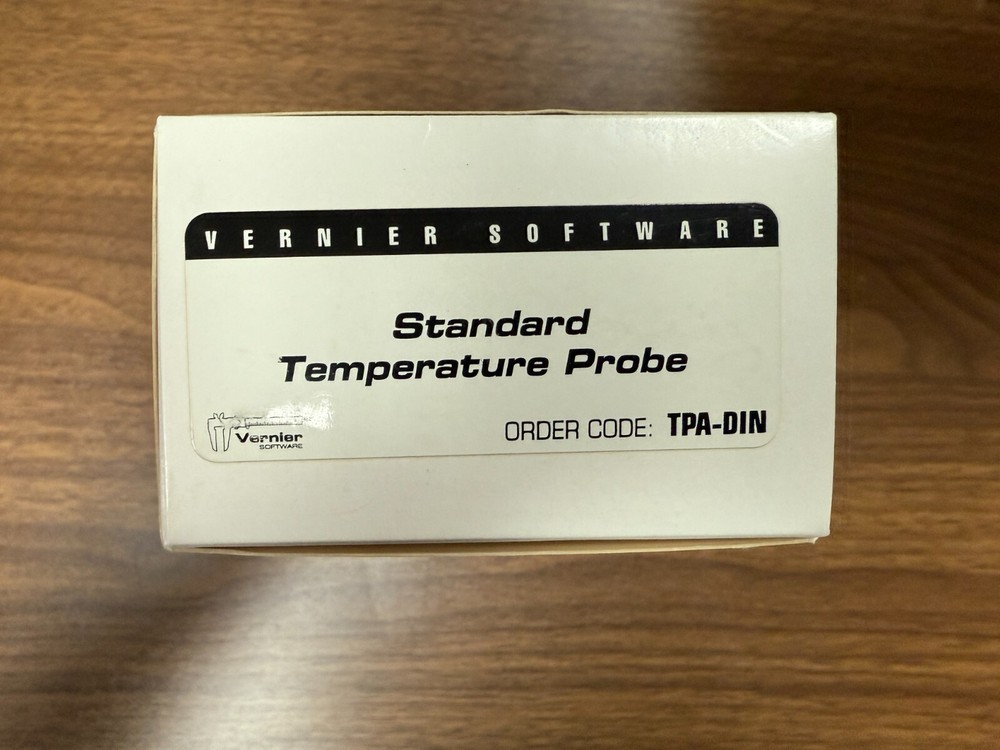 VERNIER SOFTWARE
Standard
Temperature Probe
Vernier
SOFTWARE
ORDER CODE: TPA-DIN